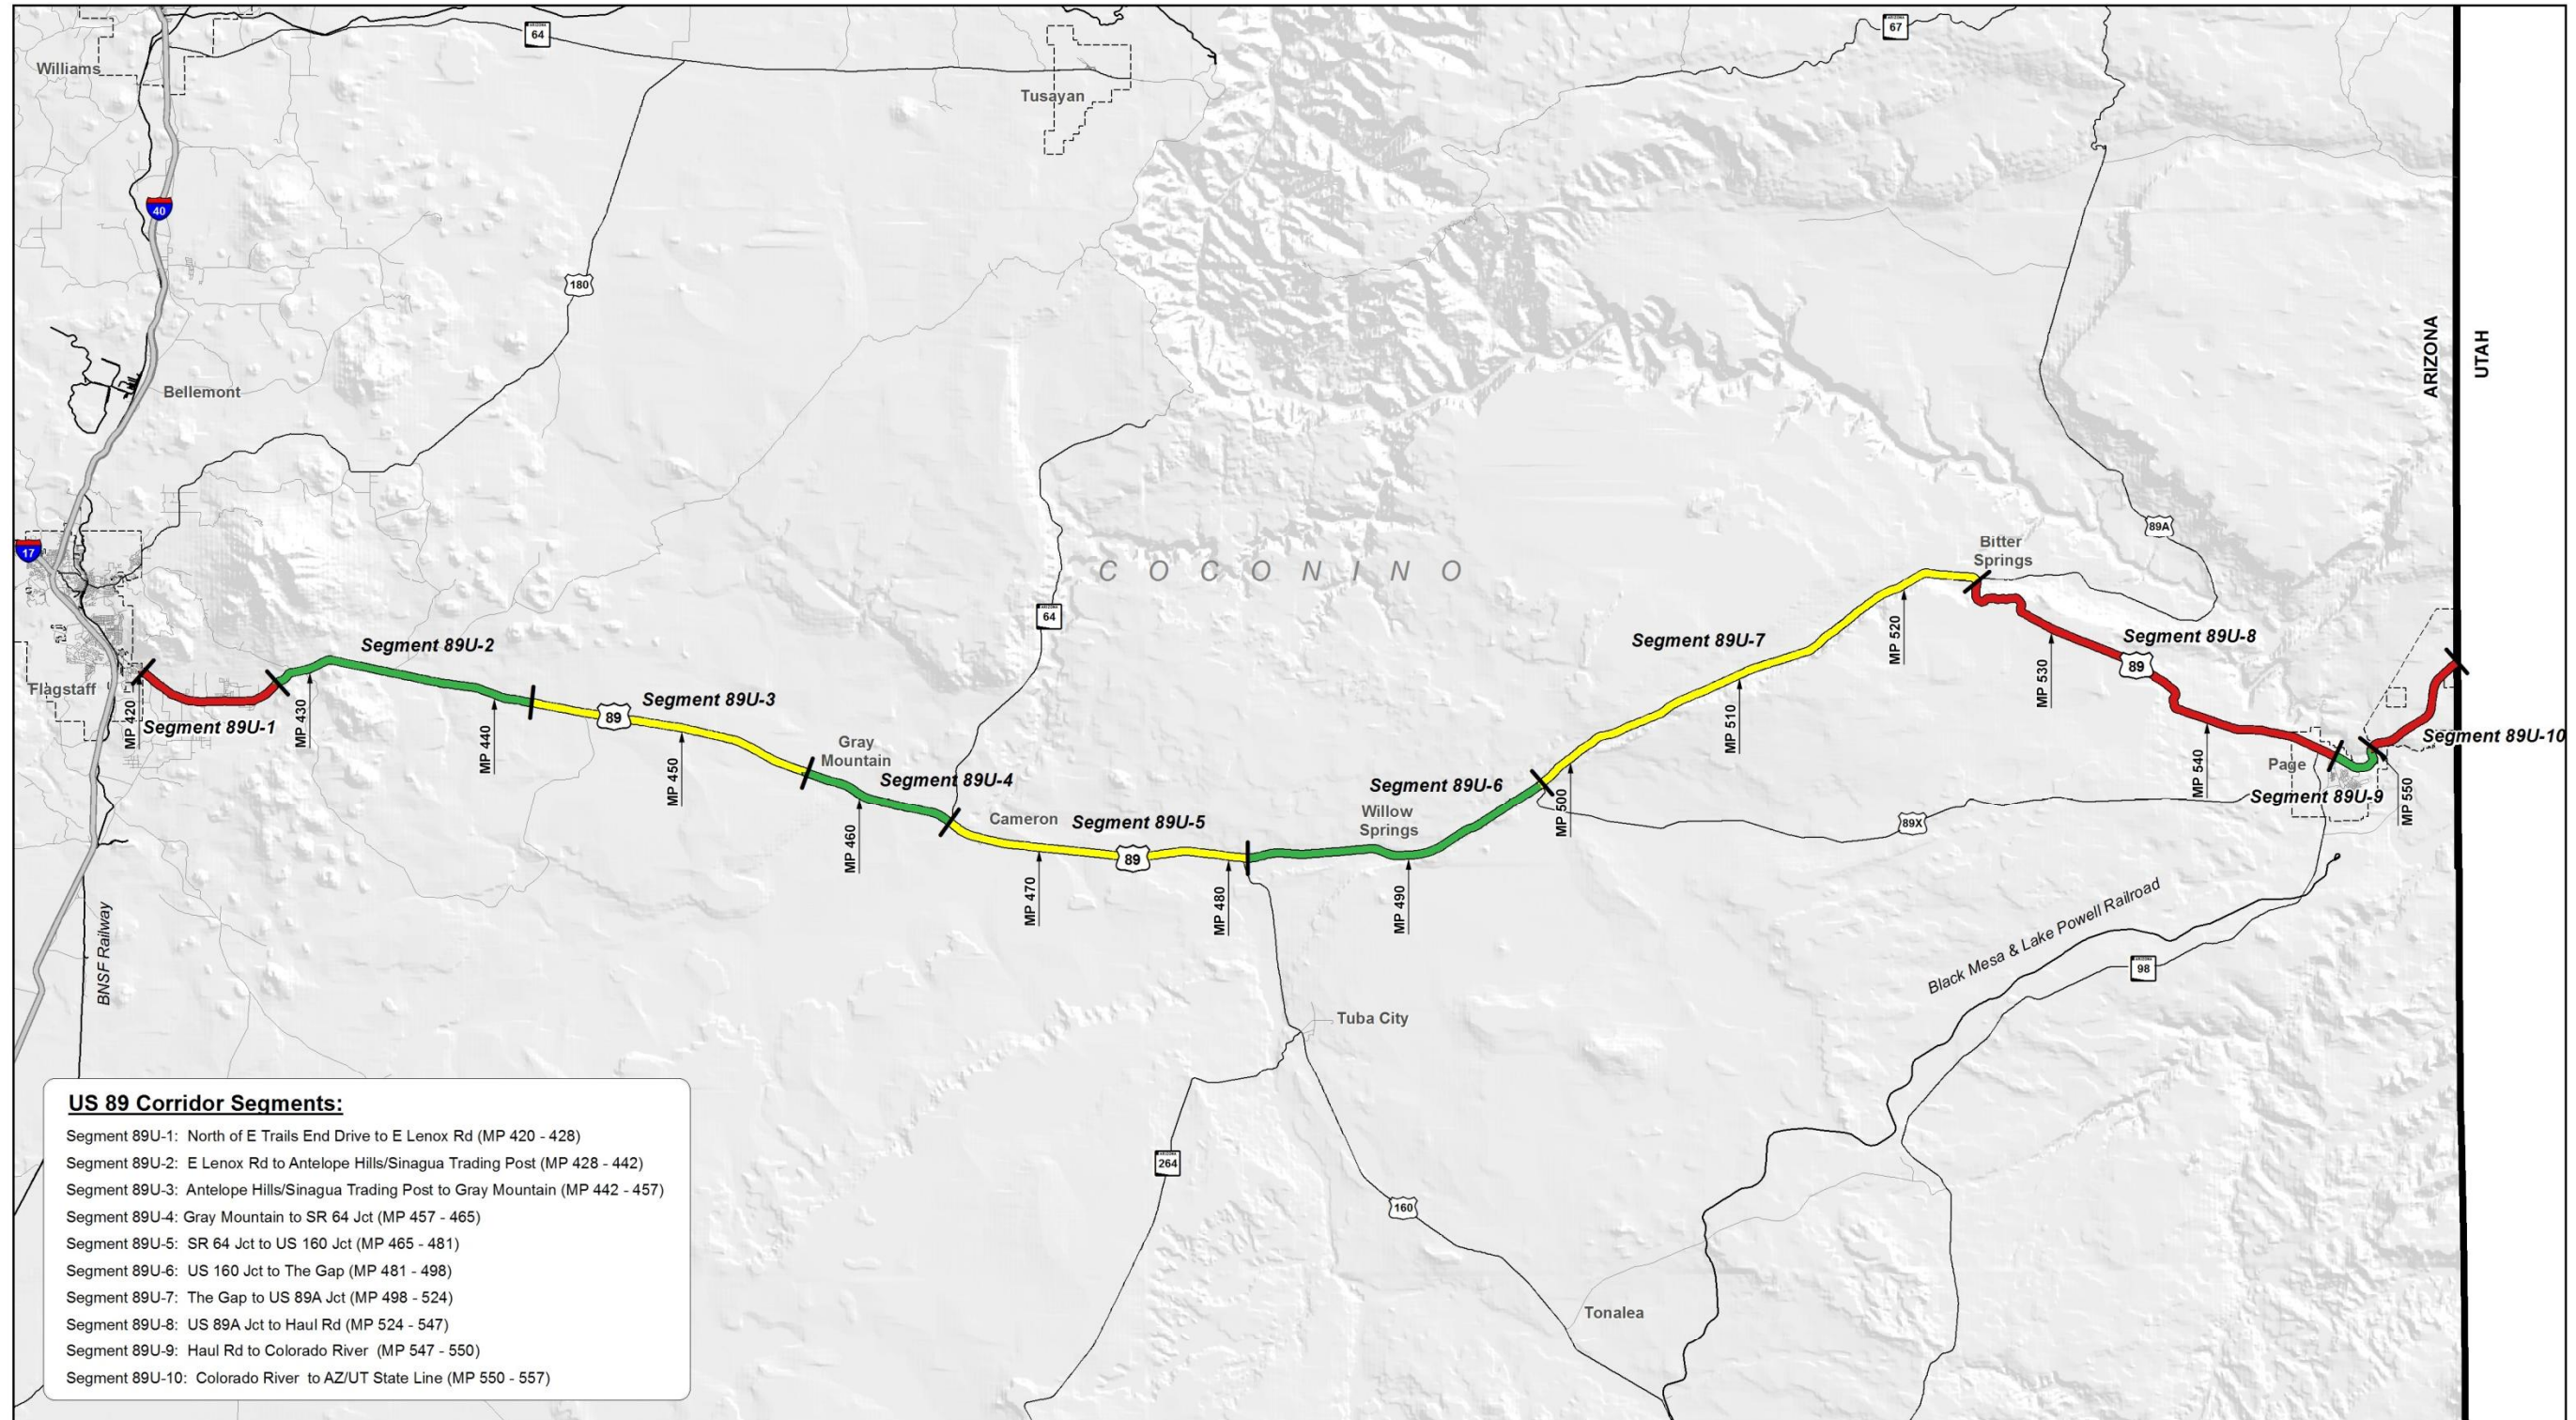 ARIZONA
64
ARIZONA
67
Williams
Tusayan
40
180
ARIZONA
UTAH
Bellemont
89A
17
Bitter
Springs
COCONINO
ARIZONA
64
Segment 89U-2
Segment 89U-7
MP 520
Segment 89U-8
89
MP 530
Flagstaff
MP 420
Segment 89U-1
MP 430
MP 440
89
Segment 89U-3
MP 450
Gray
Mountain
Segment 89U-4
MP 460
Cameron
Segment 89U-5
89
MP 470
MP 480
Segment 89U-6
Willow
Springs
MP 490
MP 500
MP 510
89X
MP 540
Page
Segment 89U-10
Segment 89U-9
MP 550
BNSF Railway
Black Mesa & Lake Powell Railroad
ARIZONA
98
Tuba City
ARIZONA
264
160
Tonalea
US 89 Corridor Segments:
Segment 89U-1: North of E Trails End Drive to E Lenox Rd (MP 420 - 428)
Segment 89U-2: E Lenox Rd to Antelope Hills/Sinagua Trading Post (MP 428 - 442)
Segment 89U-3: Antelope Hills/Sinagua Trading Post to Gray Mountain (MP 442 - 457)
Segment 89U-4: Gray Mountain to SR 64 Jct (MP 457 - 465)
Segment 89U-5: SR 64 Jct to US 160 Jct (MP 465 - 481)
Segment 89U-6: US 160 Jct to The Gap (MP 481 - 498)
Segment 89U-7: The Gap to US 89A Jct (MP 498 - 524)
Segment 89U-8: US 89A Jct to Haul Rd (MP 524 - 547)
Segment 89U-9: Haul Rd to Colorado River (MP 547 - 550)
Segment 89U-10: Colorado River to AZ/UT State Line (MP 550 - 557)